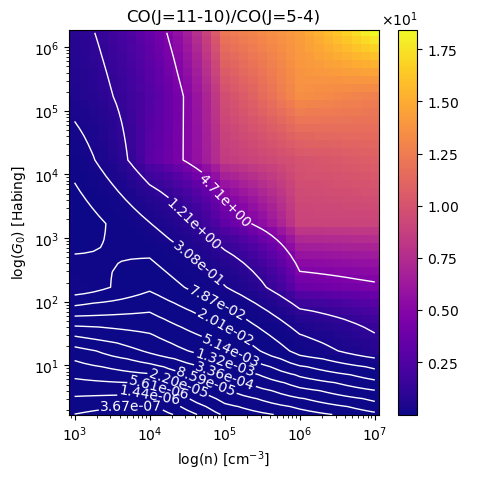 CO(J=11-10)/CO(J=5-4)
×10¹
10⁶
10⁵
10⁴
10³
10²
10¹
log(G₀) [Habing]
4.71e+00
1.21e+00
3.08e-01
7.87e-02
2.01e-02
5.14e-03
1.32e-03
3.36e-04
8.59e-05
2.20e-05
5.61e-06
1.44e-06
3.67e-07
10³ 10⁴ 10⁵ 10⁶ 10⁷
log(n) [cm⁻³]
1.75
1.50
1.25
1.00
0.75
0.50
0.25